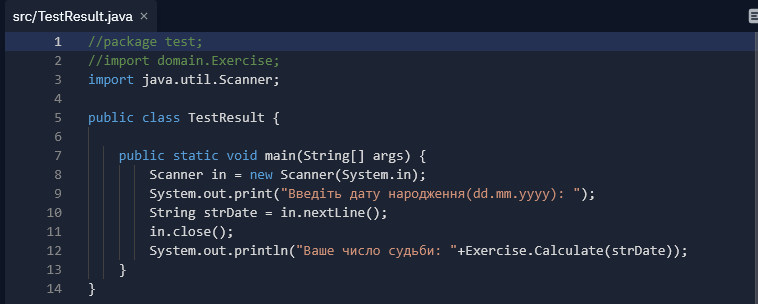 src/TestResult.java ×
1 //package test;
2 //import domain.Exercise;
3 import java.util.Scanner;
4
5 public class TestResult {
6
7 public static void main(String[] args) {
8 Scanner in = new Scanner(System.in);
9 System.out.print("Введіть дату народження(dd.mm.yyyy): ");
10 String strDate = in.nextLine();
11 in.close();
12 System.out.println("Ваше число судьби: "+Exercise.Calculate(strDate));
13 }
14 }